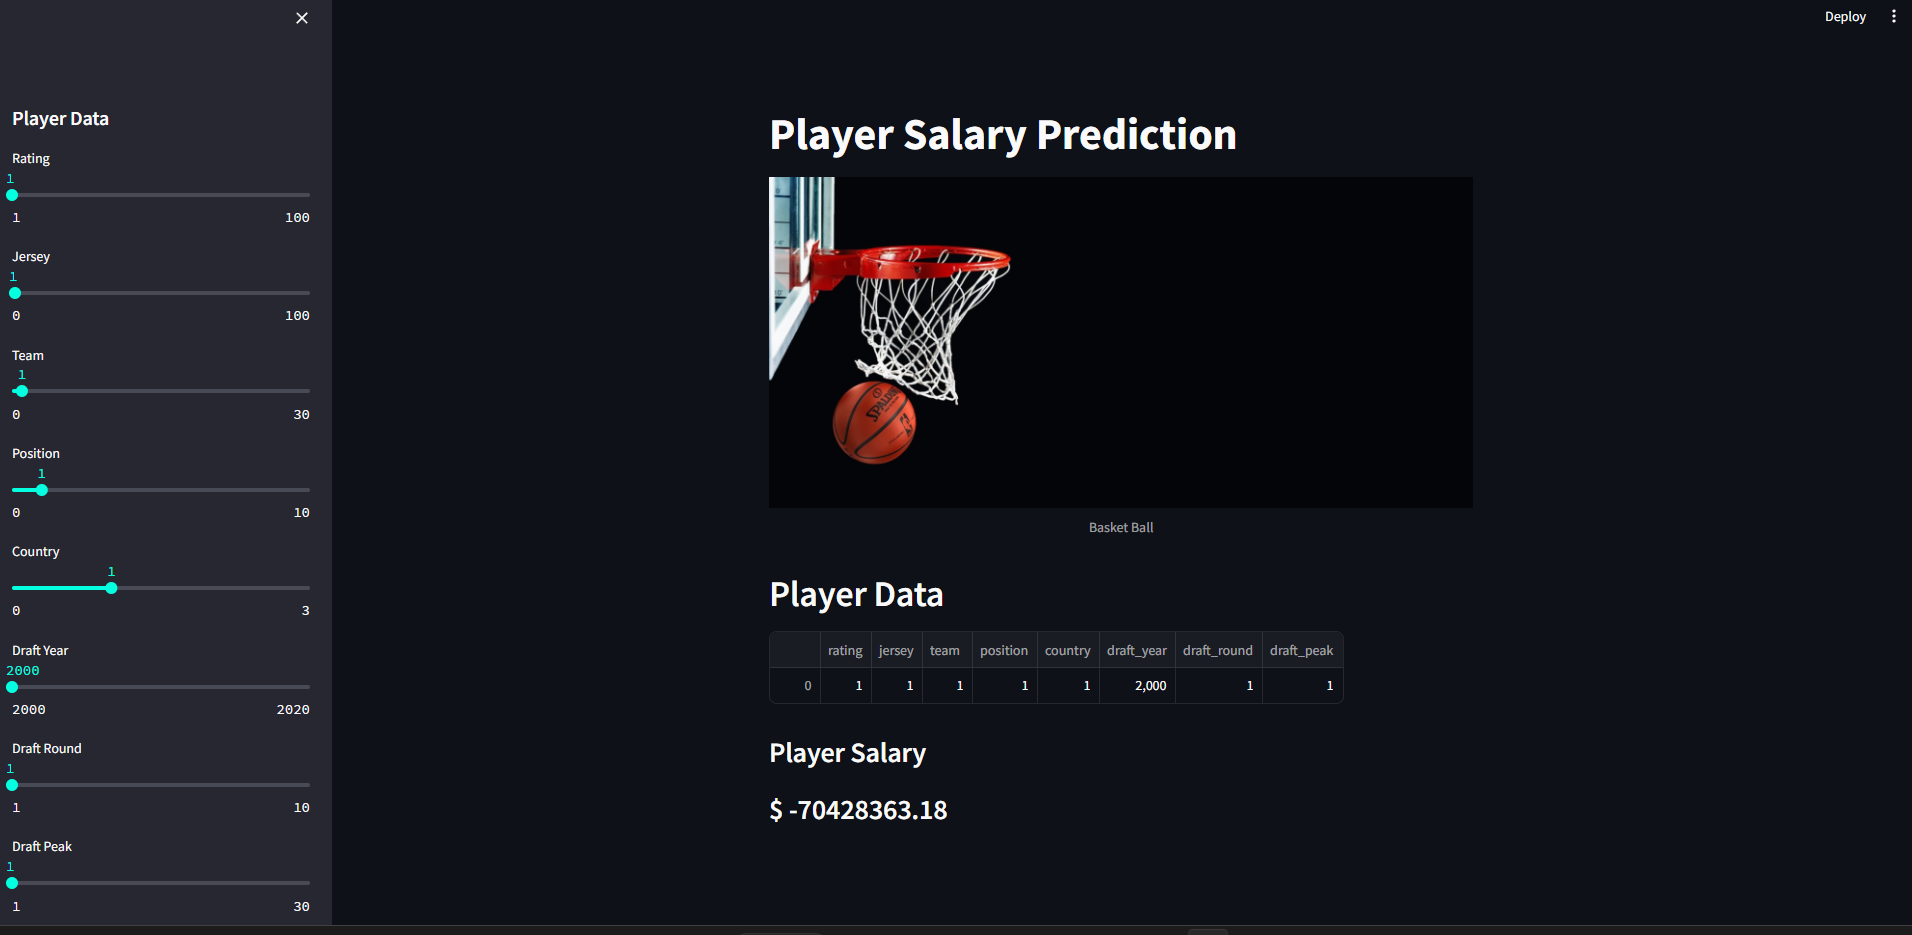 Deploy
Player Data
Rating
1
1 100
Jersey
1
0 100
Team
1
0 30
Position
1
0 10
Country
1
0 3
Draft Year
2000
2000 2020
Draft Round
1
1 10
Draft Peak
1
1 30
Player Salary Prediction
SPALDING
Basket Ball
Player Data
rating jersey team position country draft_year draft_round draft_peak
0 1 1 1 1 1 2,000 1 1
Player Salary
$ -70428363.18